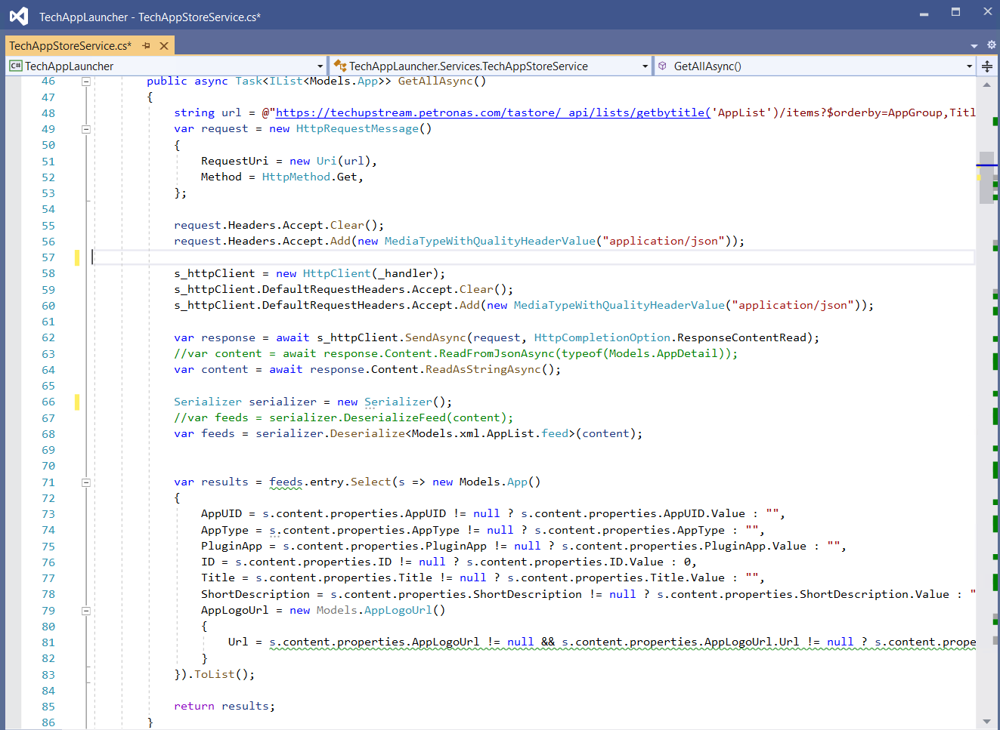 TechAppLauncher - TechAppStoreService.cs*
TechAppStoreService.cs*
C# TechAppLauncher TechAppLauncher.Services.TechAppStoreService GetAllAsync()
46 public async Task<IList<Models.App>> GetAllAsync()
47 {
48 string url = @"https://techupstream.petronas.com/tastore/_api/lists/getbytitle('AppList')/items?$orderby=AppGroup,Titl
49 var request = new HttpRequestMessage()
50 {
51 RequestUri = new Uri(url),
52 Method = HttpMethod.Get,
53 };
54
55 request.Headers.Accept.Clear();
56 request.Headers.Accept.Add(new MediaTypeWithQualityHeaderValue("application/json"));
57
58 s_httpClient = new HttpClient(_handler);
59 s_httpClient.DefaultRequestHeaders.Accept.Clear();
60 s_httpClient.DefaultRequestHeaders.Accept.Add(new MediaTypeWithQualityHeaderValue("application/json"));
61
62 var response = await s_httpClient.SendAsync(request, HttpCompletionOption.ResponseContentRead);
63 //var content = await response.Content.ReadFromJsonAsync(typeof(Models.AppDetail));
64 var content = await response.Content.ReadAsStringAsync();
65
66 Serializer serializer = new Serializer();
67 //var feeds = serializer.DeserializeFeed(content);
68 var feeds = serializer.Deserialize<Models.xml.AppList.feed>(content);
69
70
71 var results = feeds.entry.Select(s => new Models.App()
72 {
73 AppUID = s.content.properties.AppUID != null ? s.content.properties.AppUID.Value : "",
74 AppType = s.content.properties.AppType != null ? s.content.properties.AppType : "",
75 PluginApp = s.content.properties.PluginApp != null ? s.content.properties.PluginApp.Value : "",
76 ID = s.content.properties.ID != null ? s.content.properties.ID.Value : 0,
77 Title = s.content.properties.Title != null ? s.content.properties.Title.Value : "",
78 ShortDescription = s.content.properties.ShortDescription != null ? s.content.properties.ShortDescription.Value : "
79 AppLogoUrl = new Models.AppLogoUrl()
80 {
81 Url = s.content.properties.AppLogoUrl != null && s.content.properties.AppLogoUrl.Url != null ? s.content.prope
82 }
83 }).ToList();
84
85 return results;
86 }